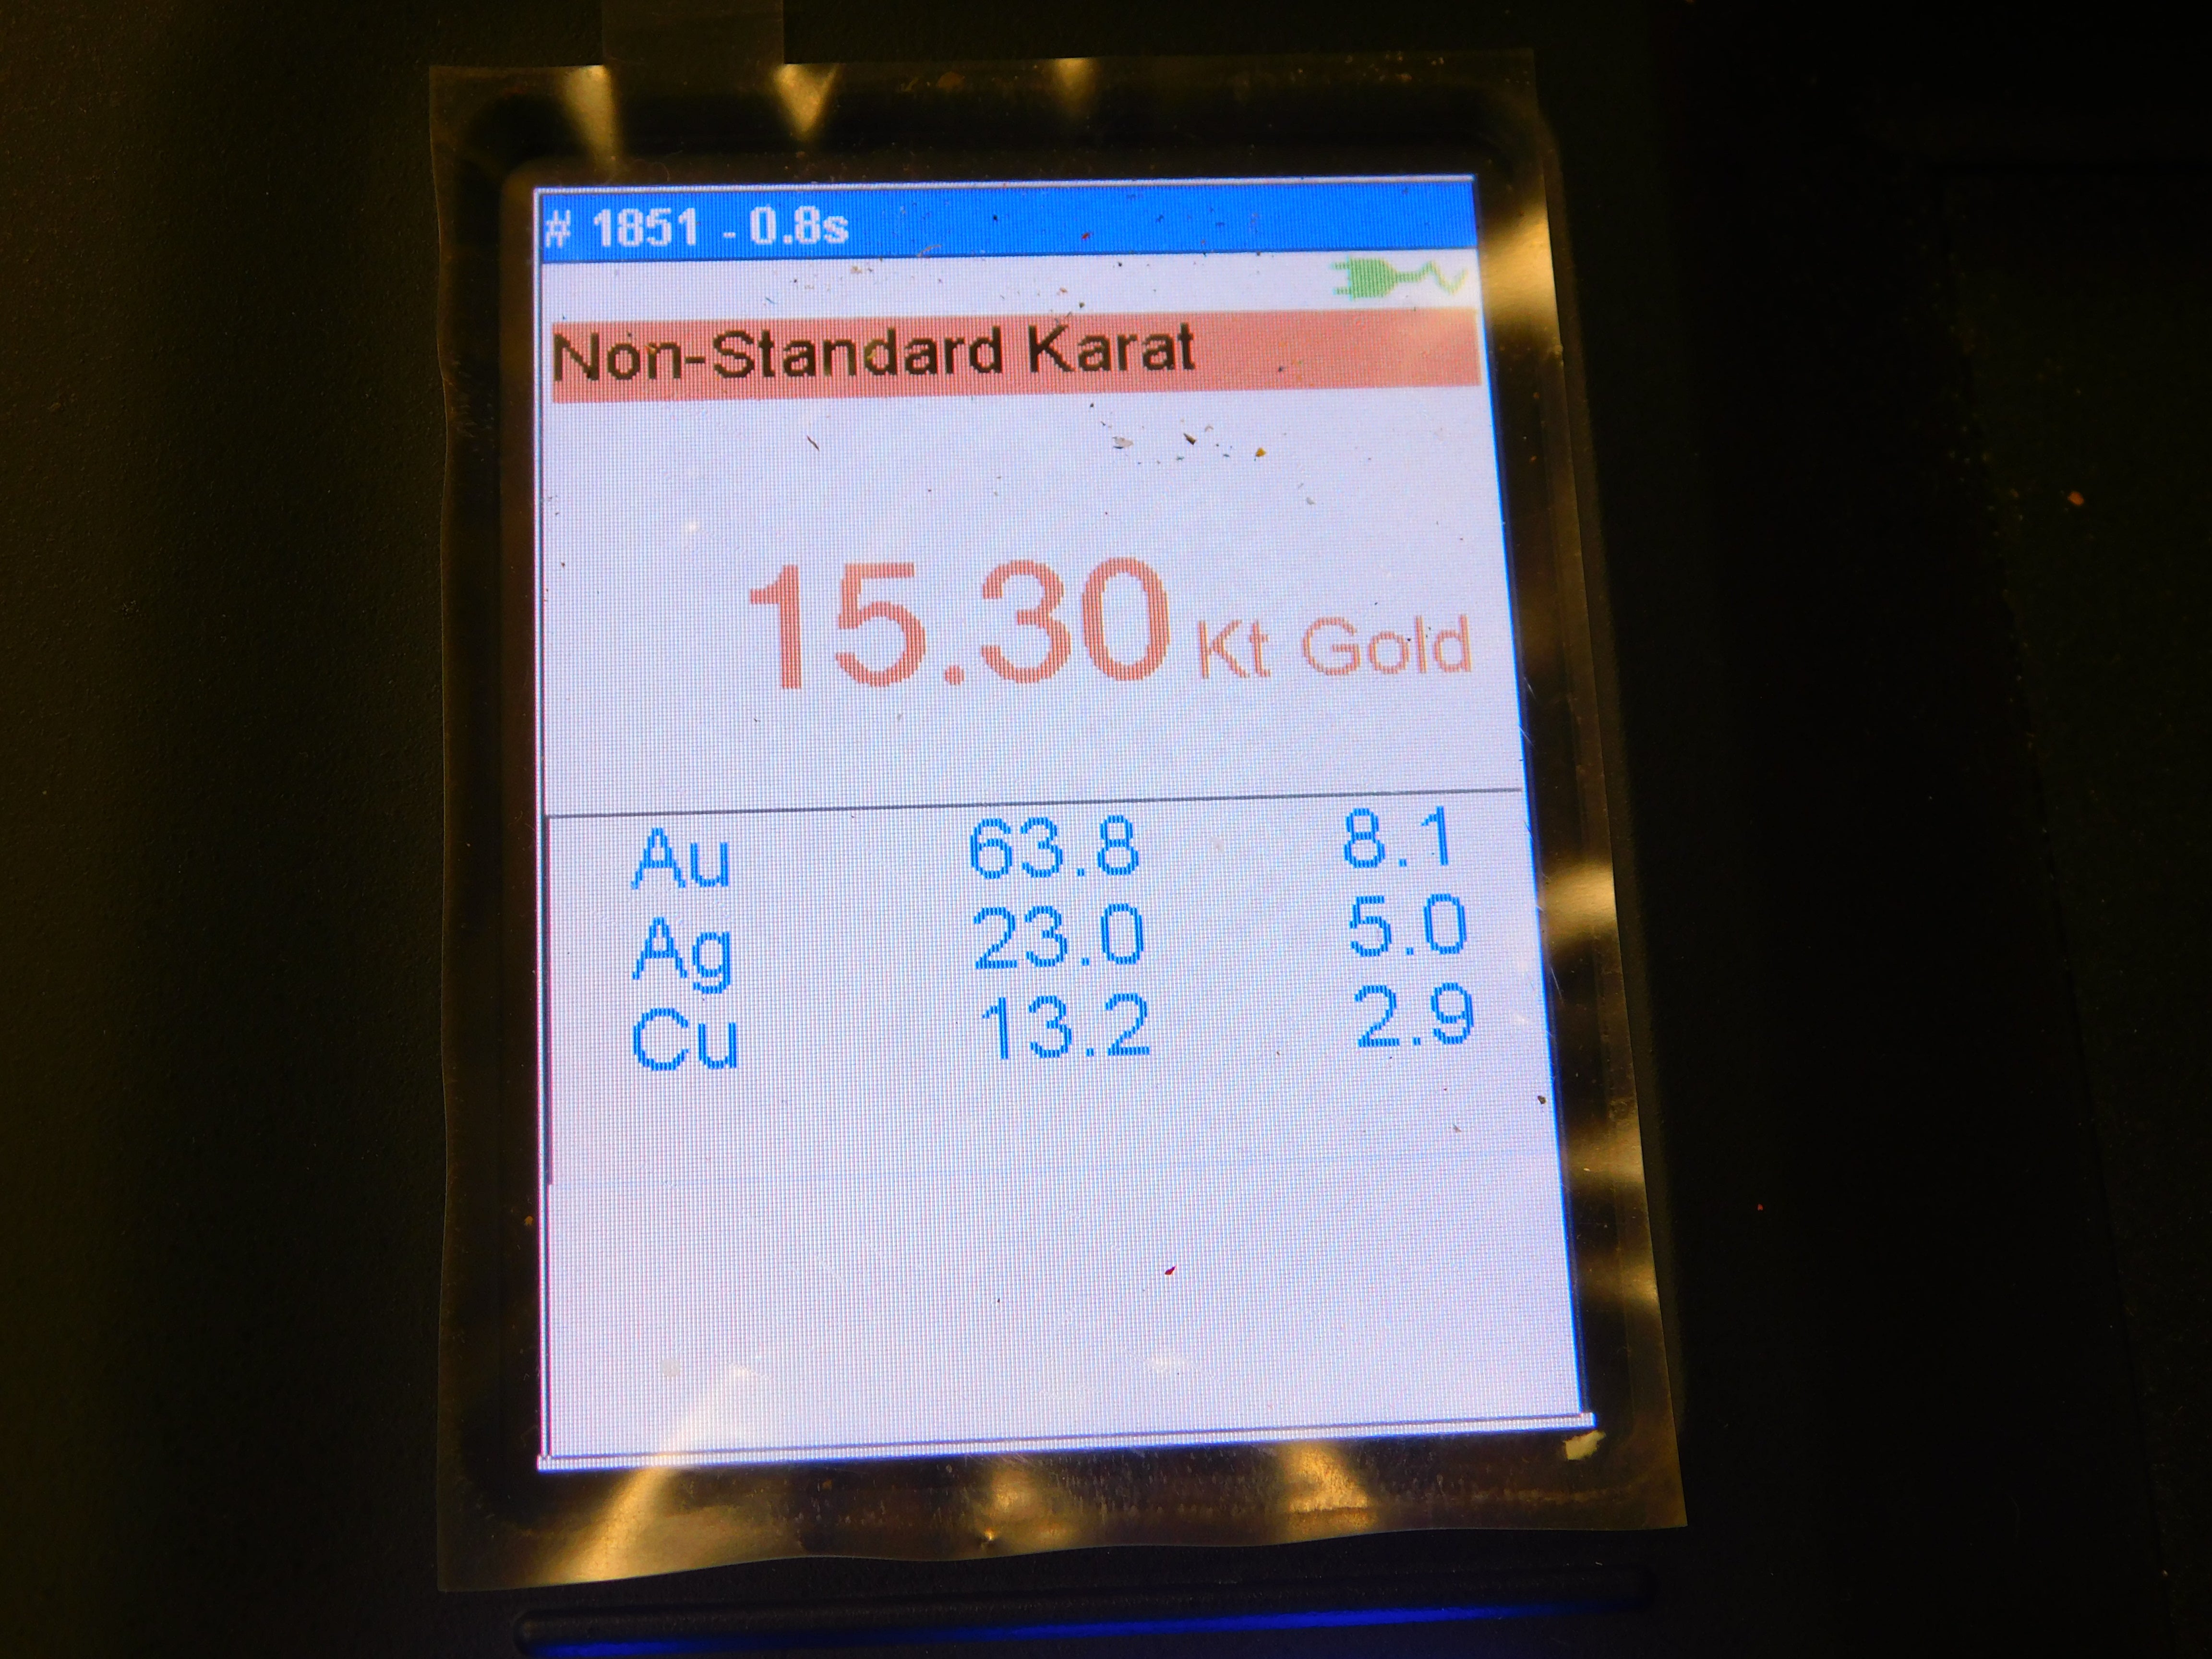 # 1851 - 0.8s
Non-Standard Karat
15.30 Kt Gold
Au 63.8 8.1
Ag 23.0 5.0
Cu 13.2 2.9